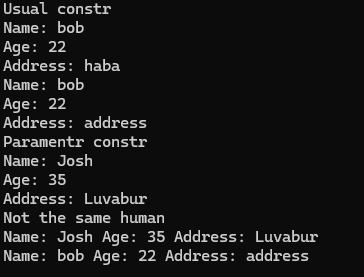 Usual constr
Name: bob
Age: 22
Address: haba
Name: bob
Age: 22
Address: address
Paramentr constr
Name: Josh
Age: 35
Address: Luvabur
Not the same human
Name: Josh Age: 35 Address: Luvabur
Name: bob Age: 22 Address: address